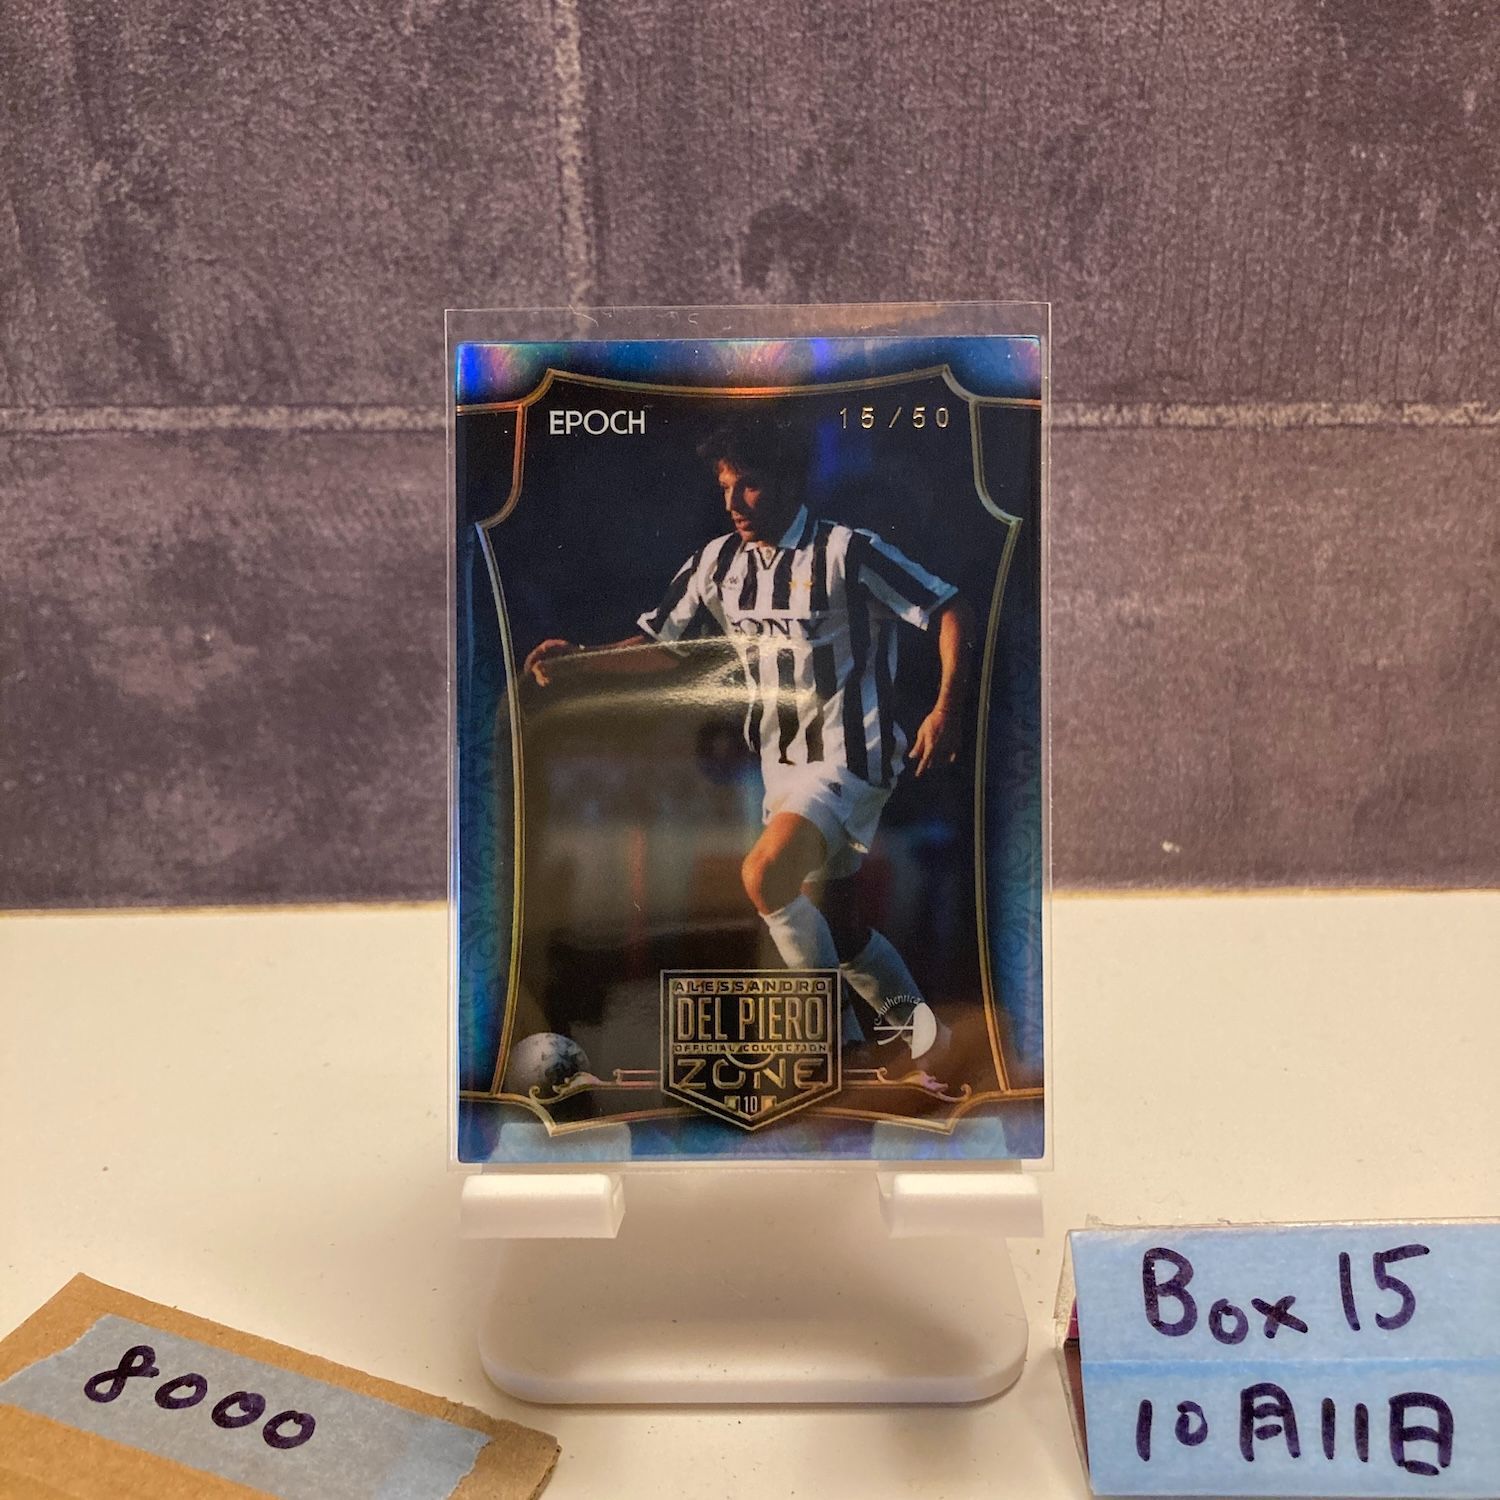 EPOCH
15/50
SONY
ALESSANDRO
DEL PIERO
OFFICIAL COLLECTION
ZONE
10
Authentica
8000
Box 15
10月11日